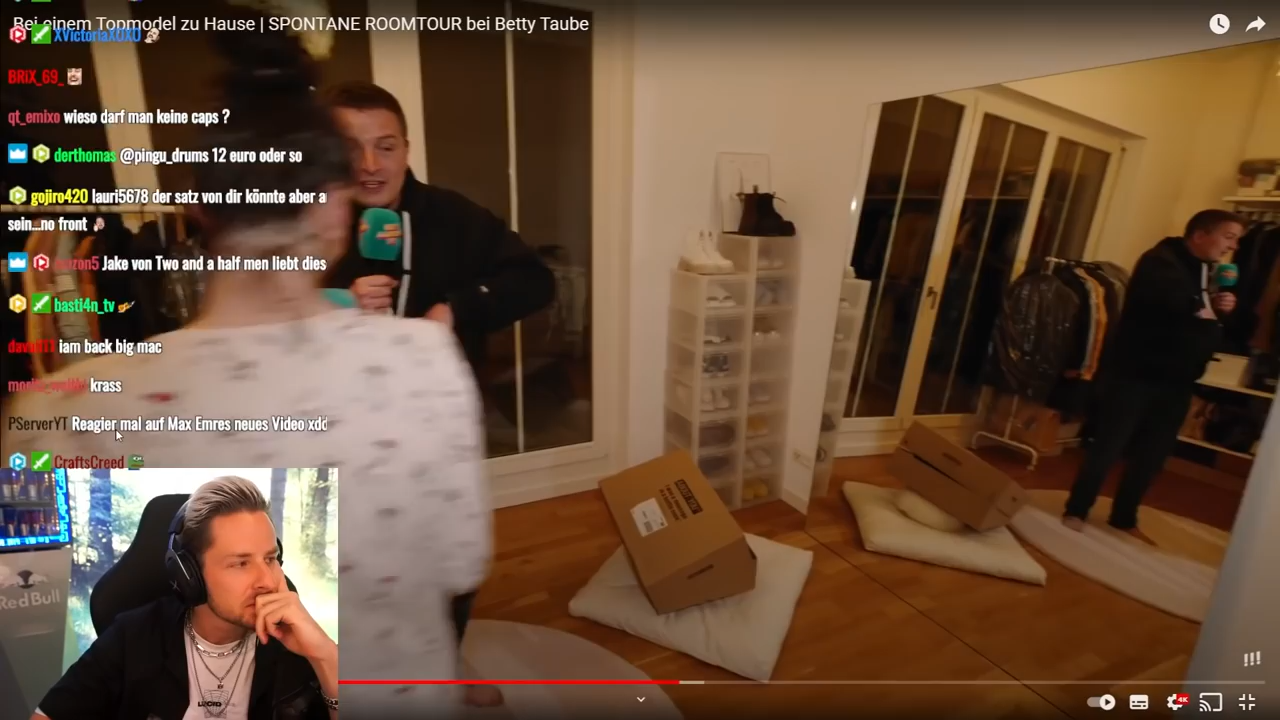 Bei einem Topmodel zu Hause | SPONTANE ROOMTOUR bei Betty Taube
XVictoriaXOXO
BRiX_69_
qt_emixo wieso darf man keine caps ?
derthomas @pingu_drums 12 euro oder so
gojiro420 lauri5678 der satz von dir könnte aber a
sein...no front
Jake von Two and a half men liebt dies
basti4n_tv
iam back big mac
krass
PServerYT Reagier mal auf Max Emres neues Video xdd
CraftsCreed
RedBull
4K